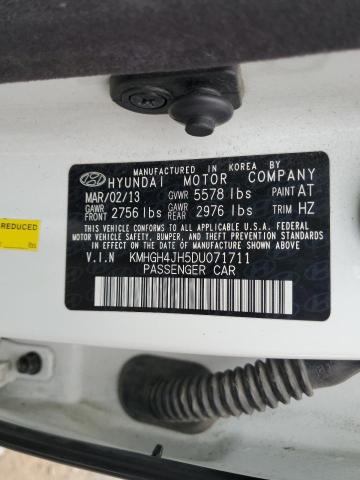 MANUFACTURED IN KOREA BY
HYUNDAI MOTOR COMPANY
MAR/02/13 GVWR 5578 lbs PAINT AT
GAWR FRONT 2756 lbs GAWR REAR 2976 lbs TRIM HZ
THIS VEHICLE CONFORMS TO ALL APPLICABLE U.S.A FEDERAL
MOTOR VEHICLE SAFETY, BUMPER, AND THEFT PREVENTION
STANDARDS IN EFFECT ON THE DATE OF MANUFACTURE SHOWN ABOVE.
V.I.N KMHGH4JH5DU071711
PASSENGER CAR
REDUCED
lbs